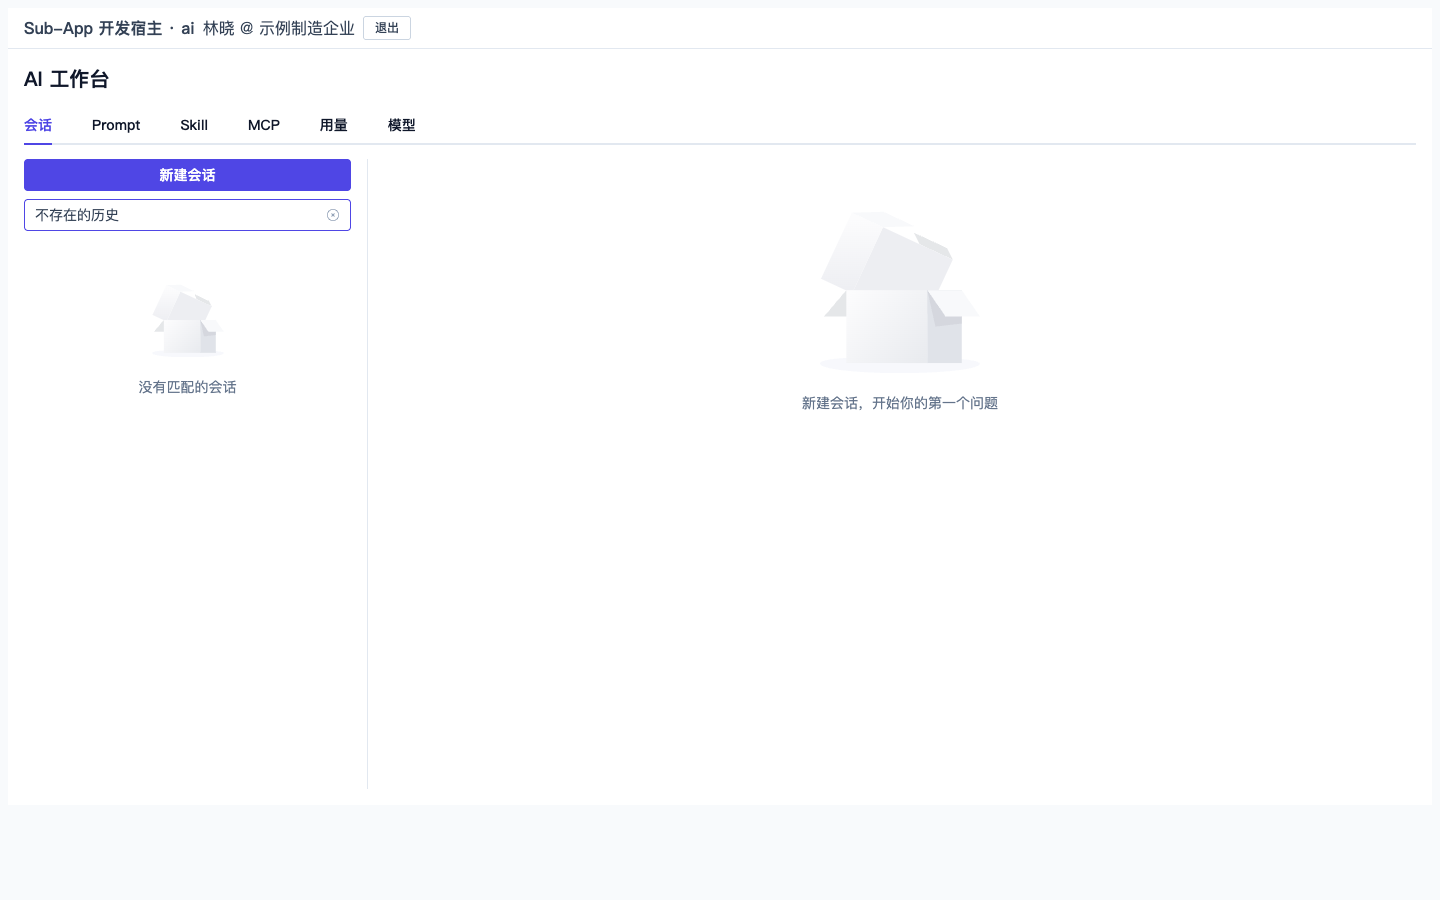 Sub-App 开发宿主 · ai 林晓 @ 示例制造企业 退出
AI 工作台
会话 Prompt Skill MCP 用量 模型
新建会话
不存在的历史
没有匹配的会话
新建会话，开始你的第一个问题